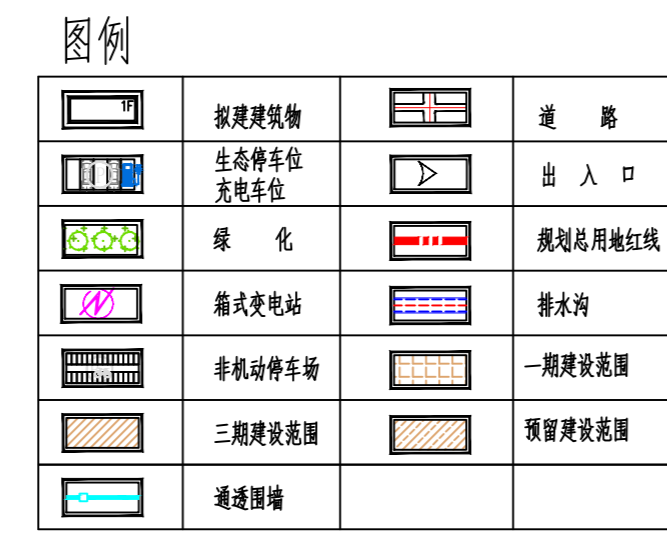 图例
1F
拟建建筑物
道 路
生态停车位
充电车位
出 入 口
绿 化
规划总用地红线
箱式变电站
排水沟
非机动停车场
一期建设范围
三期建设范围
预留建设范围
通透围墙